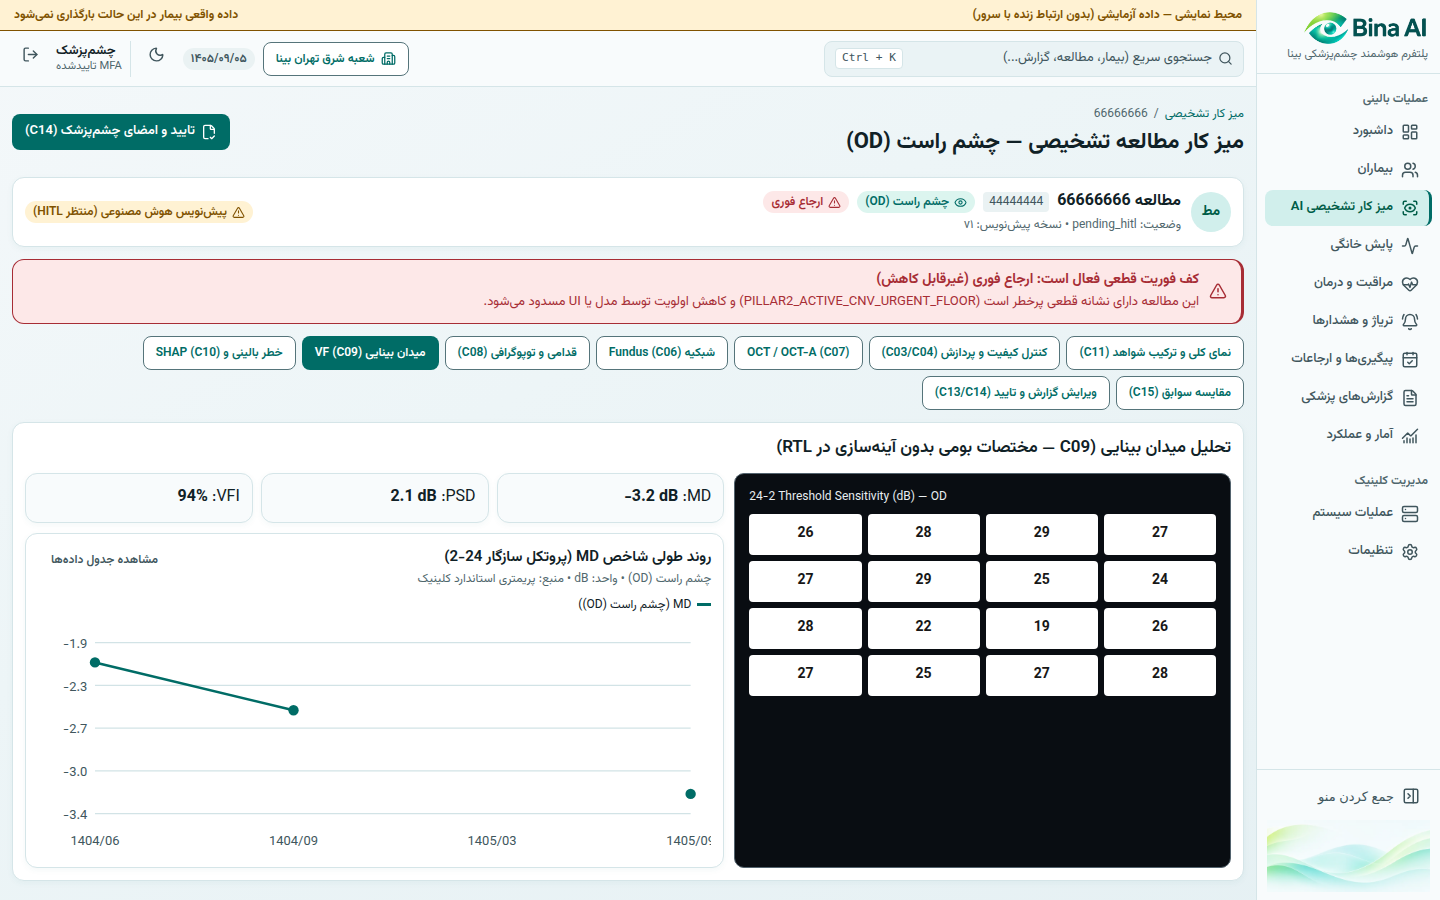 محیط نمایشی — داده آزمایشی (بدون ارتباط زنده با سرور)
داده واقعی بیمار در این حالت بارگذاری نمی‌شود
Bina AI
پلتفرم هوشمند چشم‌پزشکی بینا
عملیات بالینی
داشبورد
بیماران
میز کار تشخیصی AI
پایش خانگی
مراقبت و درمان
تریاژ و هشدارها
پیگیری‌ها و ارجاعات
گزارش‌های پزشکی
آمار و عملکرد
مدیریت کلینیک
عملیات سیستم
تنظیمات
جمع کردن منو
جستجوی سریع (بیمار، مطالعه، گزارش...)
Ctrl + K
شعبه شرق تهران بینا
۱۴۰۵/۰۹/۰۵
چشم‌پزشک
MFA تاییدشده
میز کار تشخیصی / 66666666
میز کار مطالعه تشخیصی — چشم راست (OD)
تایید و امضای چشم‌پزشک (C14)
مط
مطالعه 66666666
44444444
چشم راست (OD)
ارجاع فوری
وضعیت: pending_hitl • نسخه پیش‌نویس: ۷۱
پیش‌نویس هوش مصنوعی (منتظر HITL)
کف فوریت قطعی فعال است: ارجاع فوری (غیرقابل کاهش)
این مطالعه دارای نشانه قطعی پرخطر است (PILLAR2_ACTIVE_CNV_URGENT_FLOOR) و کاهش اولویت توسط مدل یا UI مسدود می‌شود.
نمای کلی و ترکیب شواهد (C11)
کنترل کیفیت و پردازش (C03/C04)
OCT / OCT-A (C07)
شبکیه Fundus (C06)
قدامی و توپوگرافی (C08)
میدان بینایی VF (C09)
خطر بالینی و SHAP (C10)
مقایسه سوابق (C15)
ویرایش گزارش و تایید (C13/C14)
تحلیل میدان بینایی (C09 — مختصات بومی بدون آینه‌سازی در RTL)
24-2 Threshold Sensitivity (dB) — OD
26 28 29 27
27 29 25 24
28 22 19 26
27 25 27 28
MD: -3.2 dB
PSD: 2.1 dB
VFI: 94%
روند طولی شاخص MD (پروتکل سازگار 24-2)
مشاهده جدول داده‌ها
چشم راست (OD) • واحد: dB • منبع: پریمتری استاندارد کلینیک
MD (چشم راست (OD))
-1.9
-2.3
-2.7
-3.0
-3.4
1404/06 1404/09 1405/03 1405/09